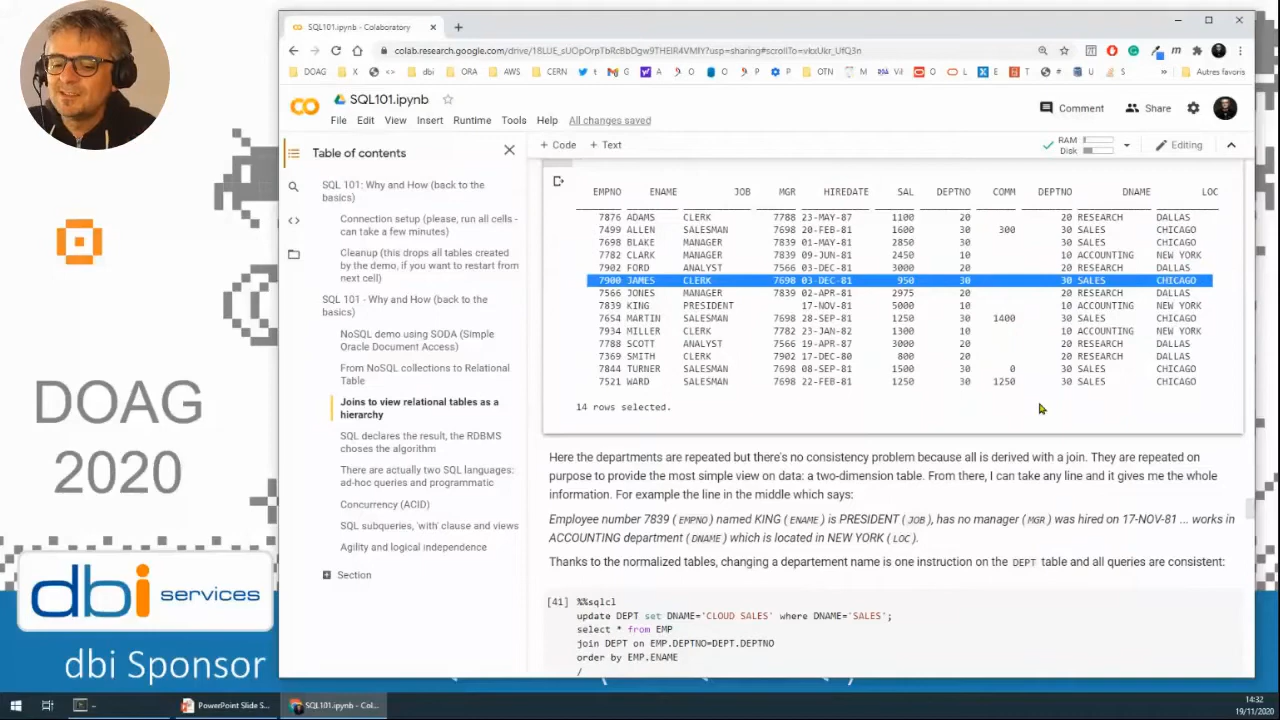 SQL101.ipynb - Colaboratory
colab.research.google.com/drive/18LUE_sUOpOrpTbRcBbDgw9THEIR4VMIY?usp=sharing#scrollTo=vkxUkr_UfQ3n
DOAG X dbi ORA AWS CERN OTN Autres favoris
SQL101.ipynb
Comment Share
File Edit View Insert Runtime Tools Help All changes saved
Table of contents
+ Code + Text
RAM
Disk
Editing
SQL 101: Why and How (back to the
basics)
Connection setup (please, run all cells -
can take a few minutes)
Cleanup (this drops all tables created
by the demo, if you want to restart from
next cell)
SQL 101 - Why and How (back to the
basics)
NoSQL demo using SODA (Simple
Oracle Document Access)
From NoSQL collections to Relational
Table
Joins to view relational tables as a
hierarchy
SQL declares the result, the RDBMS
choses the algorithm
There are actually two SQL languages:
ad-hoc queries and programmatic
Concurrency (ACID)
SQL subqueries, 'with' clause and views
Agility and logical independence
Section
EMPNO ENAME JOB MGR HIREDATE SAL DEPTNO COMM DEPTNO DNAME LOC
7876 ADAMS CLERK 7788 23-MAY-87 1100 20 20 RESEARCH DALLAS
7499 ALLEN SALESMAN 7698 20-FEB-81 1600 30 300 30 SALES CHICAGO
7698 BLAKE MANAGER 7839 01-MAY-81 2850 30 30 SALES CHICAGO
7782 CLARK MANAGER 7839 09-JUN-81 2450 10 10 ACCOUNTING NEW YORK
7902 FORD ANALYST 7566 03-DEC-81 3000 20 20 RESEARCH DALLAS
7900 JAMES CLERK 7698 03-DEC-81 950 30 30 SALES CHICAGO
7566 JONES MANAGER 7839 02-APR-81 2975 20 20 RESEARCH DALLAS
7839 KING PRESIDENT 17-NOV-81 5000 10 10 ACCOUNTING NEW YORK
7654 MARTIN SALESMAN 7698 28-SEP-81 1250 30 1400 30 SALES CHICAGO
7934 MILLER CLERK 7782 23-JAN-82 1300 10 10 ACCOUNTING NEW YORK
7788 SCOTT ANALYST 7566 19-APR-87 3000 20 20 RESEARCH DALLAS
7369 SMITH CLERK 7902 17-DEC-80 800 20 20 RESEARCH DALLAS
7844 TURNER SALESMAN 7698 08-SEP-81 1500 30 0 30 SALES CHICAGO
7521 WARD SALESMAN 7698 22-FEB-81 1250 30 1250 30 SALES CHICAGO
14 rows selected.
Here the departments are repeated but there's no consistency problem because all is derived with a join. They are repeated on
purpose to provide the most simple view on data: a two-dimension table. From there, I can take any line and it gives me the whole
information. For example the line in the middle which says:
Employee number 7839 ( EMPNO ) named KING ( ENAME ) is PRESIDENT ( JOB ), has no manager ( MGR ) was hired on 17-NOV-81 ... works in
ACCOUNTING department ( DNAME ) which is located in NEW YORK ( LOC ).
Thanks to the normalized tables, changing a departement name is one instruction on the DEPT table and all queries are consistent:
[41] %%sqlcl
update DEPT set DNAME='CLOUD SALES' where DNAME='SALES';
select * from EMP
join DEPT on EMP.DEPTNO=DEPT.DEPTNO
order by EMP.ENAME
/
DOAG
2020
dbi services
dbi Sponsor
PowerPoint Slide S...
SQL101.ipynb - Col...
14:32
19/11/2020